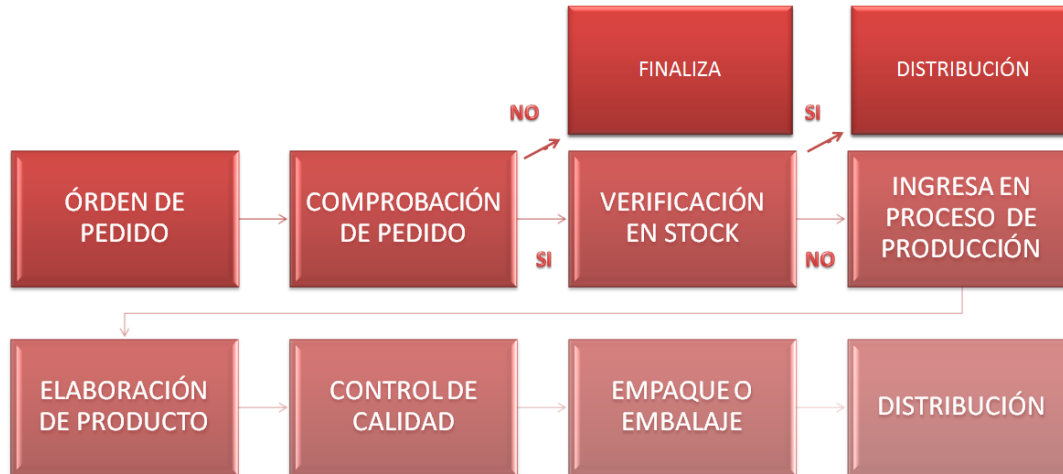 FINALIZA
DISTRIBUCIÓN
NO
SI
ÓRDEN DE
PEDIDO
COMPROBACIÓN
DE PEDIDO
VERIFICACIÓN
EN STOCK
INGRESA EN
PROCESO DE
PRODUCCIÓN
SI
NO
ELABORACIÓN
DE PRODUCTO
CONTROL DE
CALIDAD
EMPAQUE O
EMBALAJE
DISTRIBUCIÓN